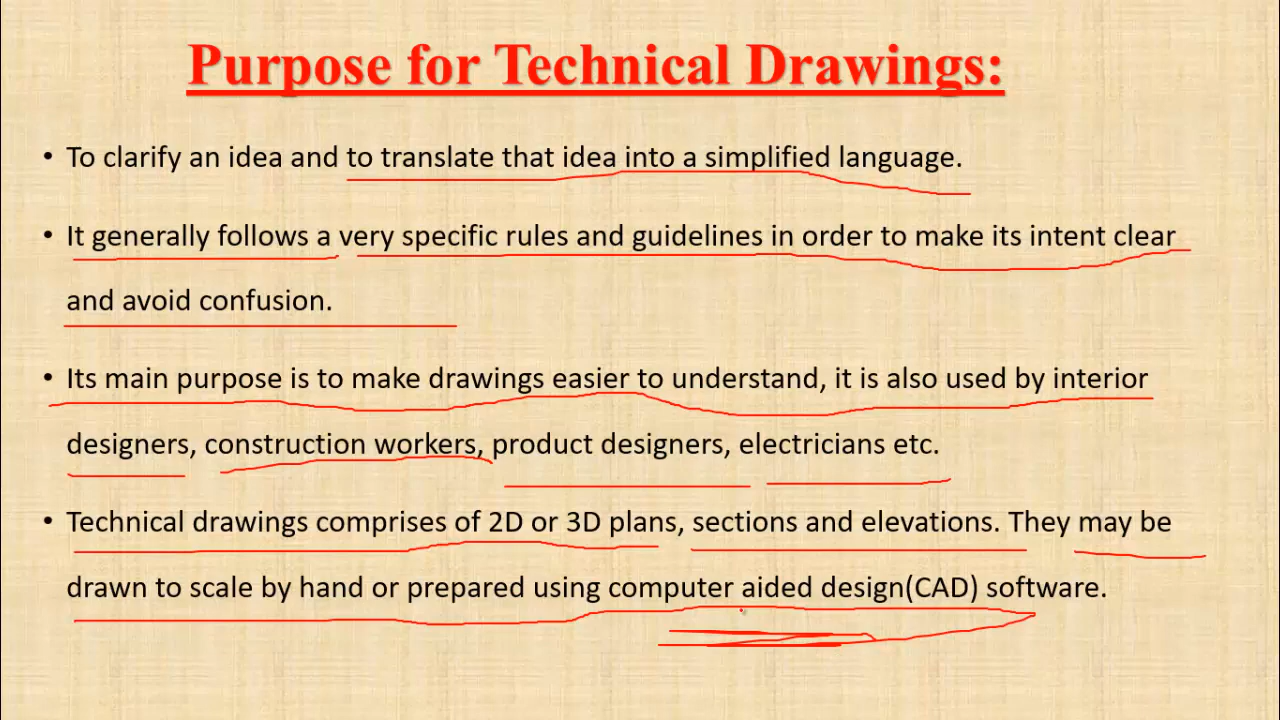 Purpose for Technical Drawings:
• To clarify an idea and to translate that idea into a simplified language.
• It generally follows a very specific rules and guidelines in order to make its intent clear
and avoid confusion.
• Its main purpose is to make drawings easier to understand, it is also used by interior
designers, construction workers, product designers, electricians etc.
• Technical drawings comprises of 2D or 3D plans, sections and elevations. They may be
drawn to scale by hand or prepared using computer aided design(CAD) software.